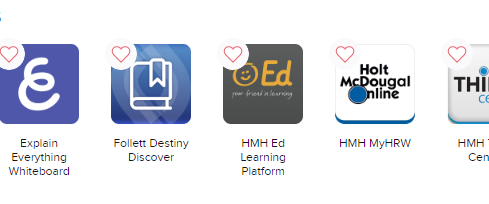 Ed
your friend in learning
Holt
McDougal
Online
THI
ce
Explain
Everything
Whiteboard
Follett Destiny
Discover
HMH Ed
Learning
Platform
HMH MyHRW
HMH T
Cen